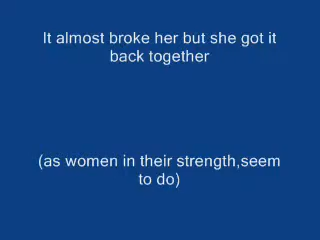 It almost broke her but she got it
back together
(as women in their strength,seem
to do)